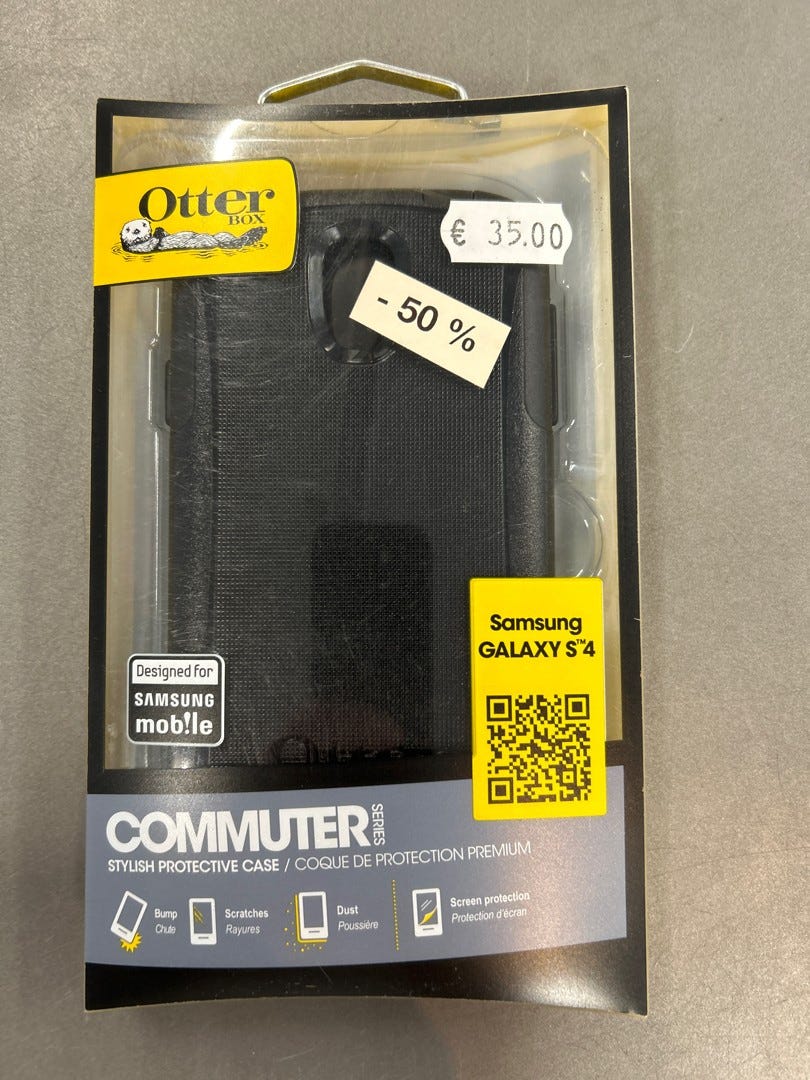 Otter
BOX
€ 35.00
- 50 %
Samsung
GALAXY S™4
Designed for
SAMSUNG
mob!le
COMMUTER SERIES
STYLISH PROTECTIVE CASE / COQUE DE PROTECTION PREMIUM
Bump
Chute
Scratches
Rayures
Dust
Poussière
Screen protection
Protection d'écran